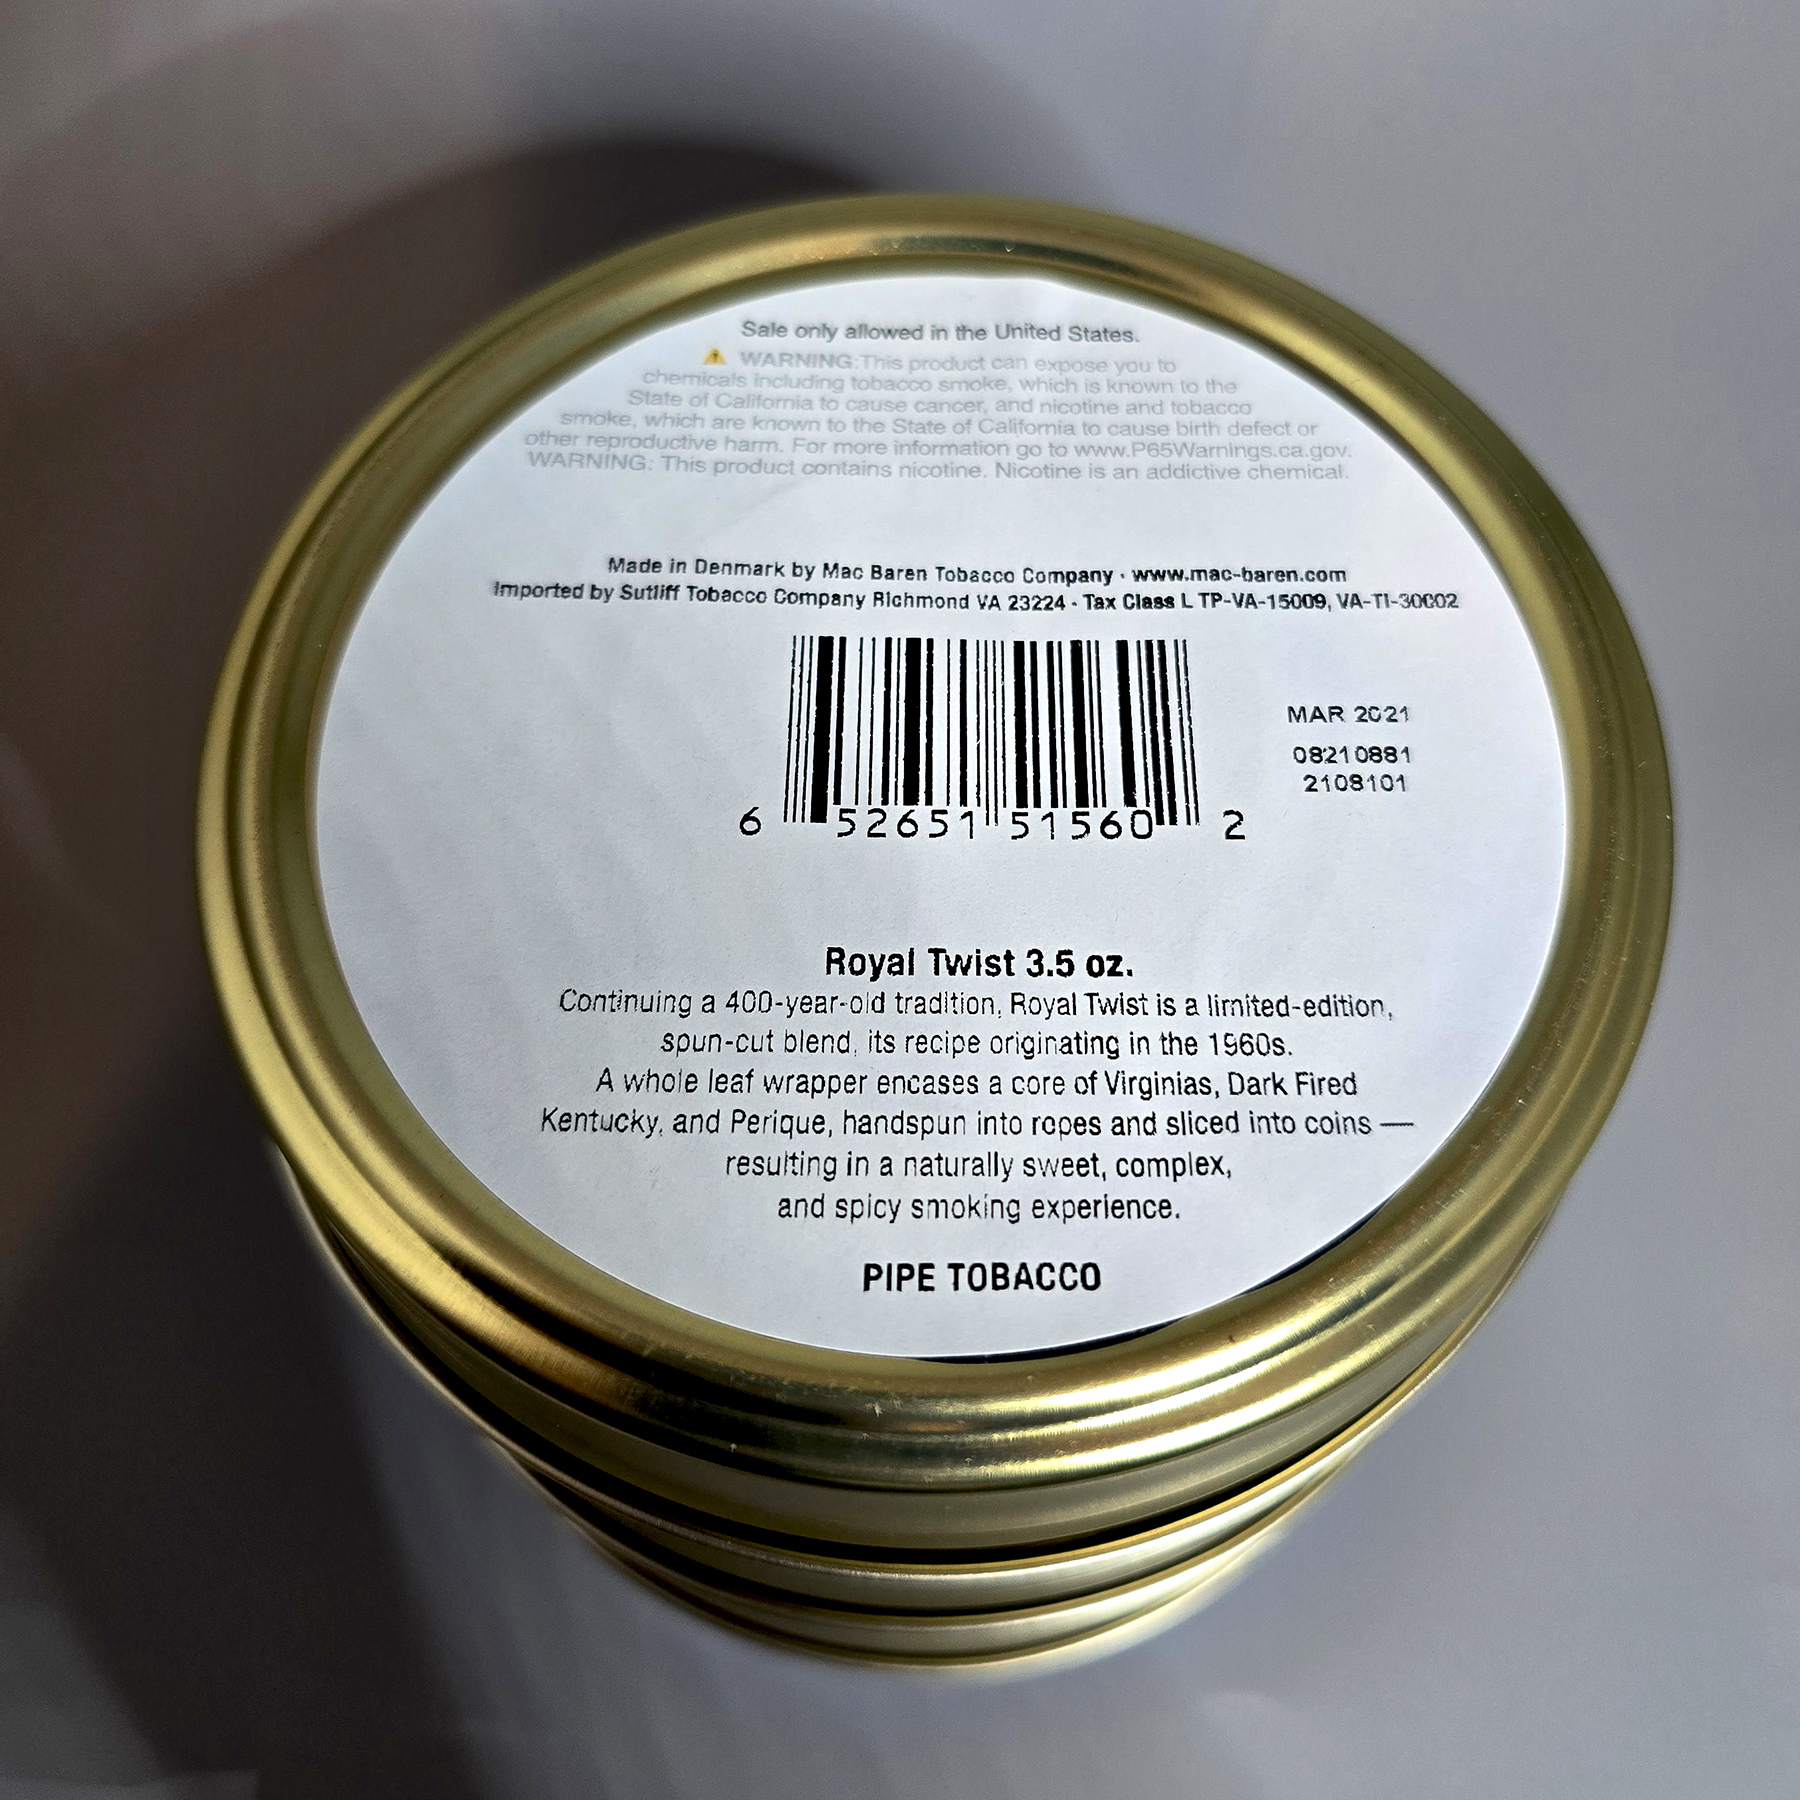 Sale only allowed in the United States.
⚠ WARNING:This product can expose you to
chemicals including tobacco smoke, which is known to the
State of California to cause cancer, and nicotine and tobacco
smoke, which are known to the State of California to cause birth defect or
other reproductive harm. For more information go to www.P65Warnings.ca.gov.
WARNING: This product contains nicotine. Nicotine is an addictive chemical.
Made in Denmark by Mac Baren Tobacco Company · www.mac-baren.com
Imported by Sutliff Tobacco Company Richmond VA 23224 · Tax Class L TP-VA-15009, VA-TI-30002
MAR 2021
08210881
2108101
6 52651 51560 2
Royal Twist 3.5 oz.
Continuing a 400-year-old tradition, Royal Twist is a limited-edition,
spun-cut blend, its recipe originating in the 1960s.
A whole leaf wrapper encases a core of Virginias, Dark Fired
Kentucky, and Perique, handspun into ropes and sliced into coins —
resulting in a naturally sweet, complex,
and spicy smoking experience.
PIPE TOBACCO